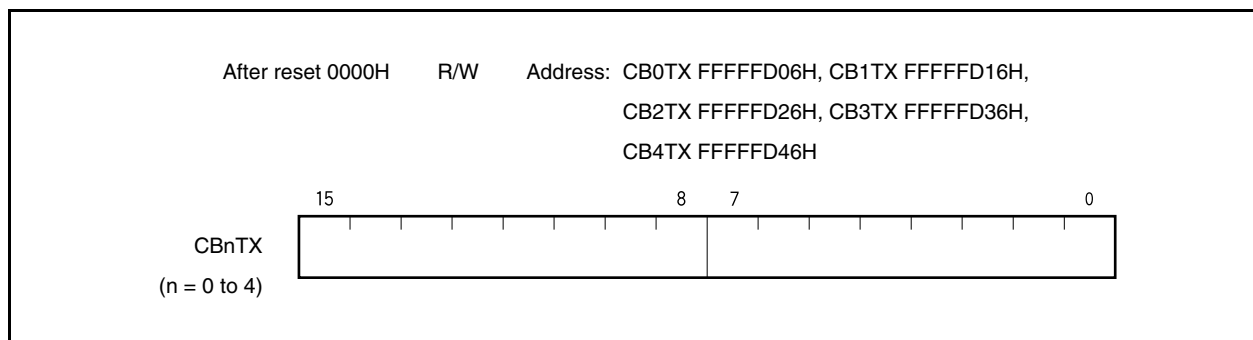 After reset 0000H R/W Address: CB0TX FFFFFD06H, CB1TX FFFFFD16H,
CB2TX FFFFFD26H, CB3TX FFFFFD36H,
CB4TX FFFFFD46H
15 8 7 0
CBnTX
(n = 0 to 4)